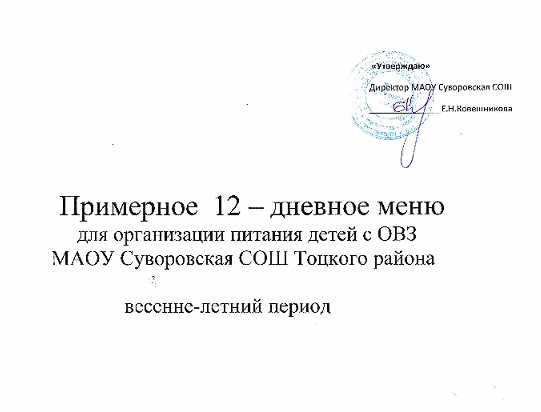 «Утверждаю»
Директор МАОУ Суворовская СОШ
Е.Н.Ковешникова
Примерное 12 – дневное меню
для организации питания детей с ОВЗ
МАОУ Суворовская СОШ Тоцкого района
весенне-летний период